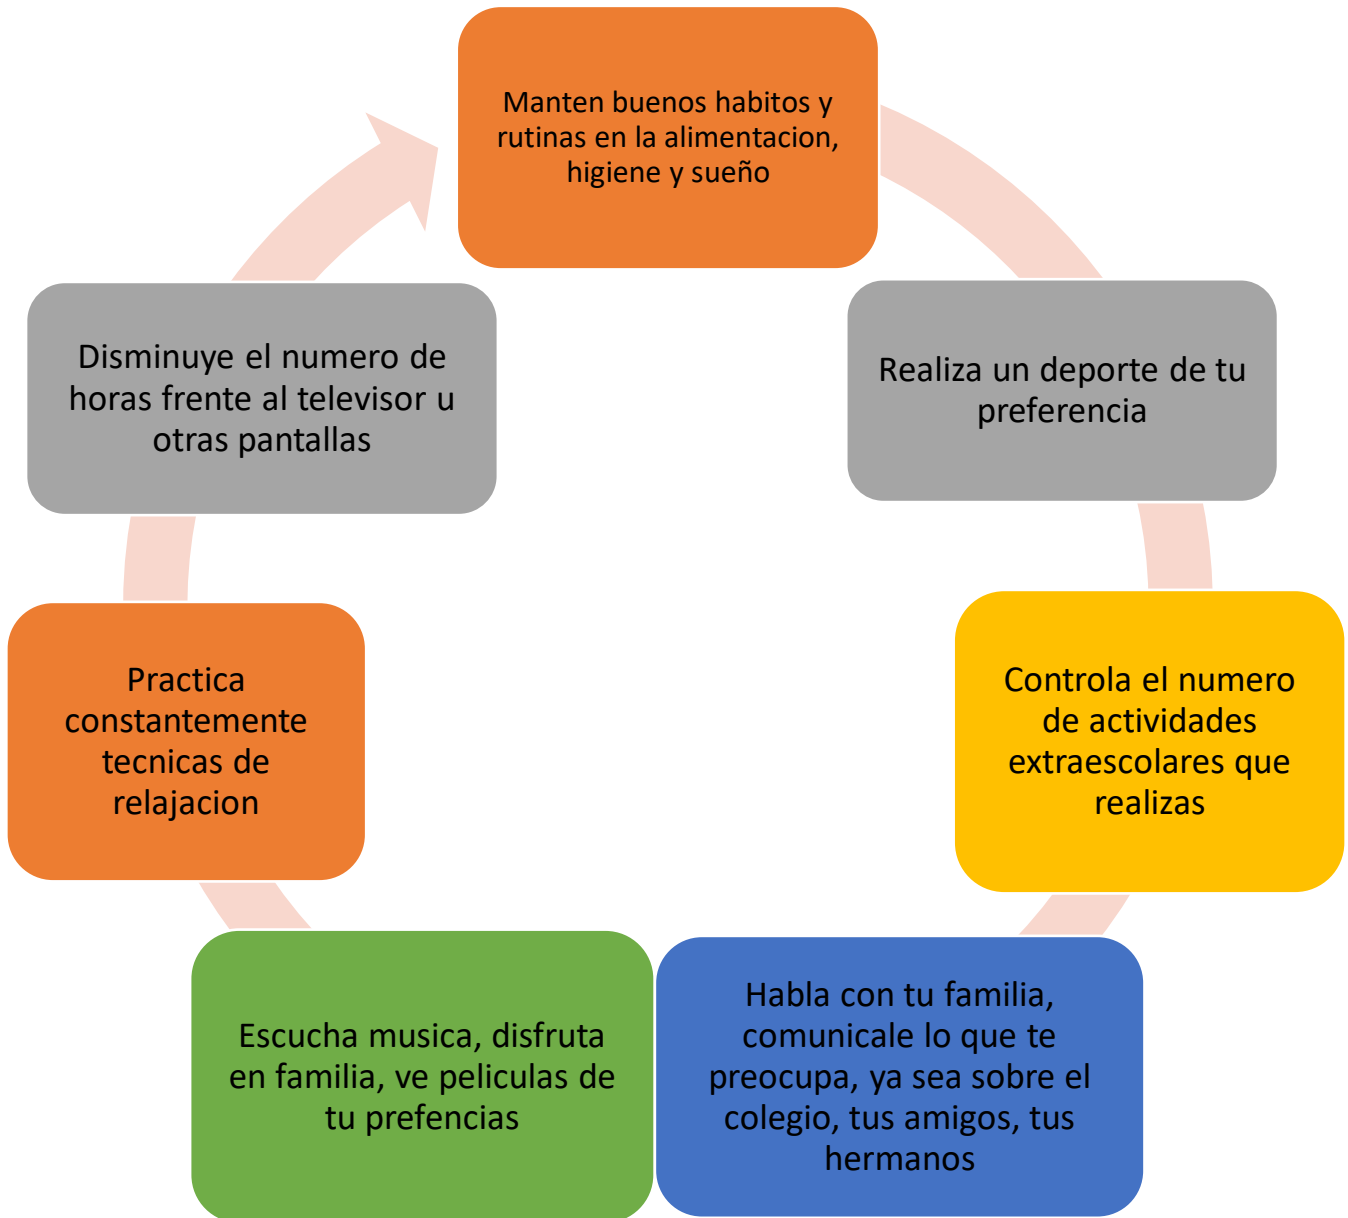 Manten buenos habitos y
rutinas en la alimentacion,
higiene y sueño
Realiza un deporte de tu
preferencia
Controla el numero
de actividades
extraescolares que
realizas
Habla con tu familia,
comunicale lo que te
preocupa, ya sea sobre el
colegio, tus amigos, tus
hermanos
Escucha musica, disfruta
en familia, ve peliculas de
tu prefencias
Practica
constantemente
tecnicas de
relajacion
Disminuye el numero de
horas frente al televisor u
otras pantallas